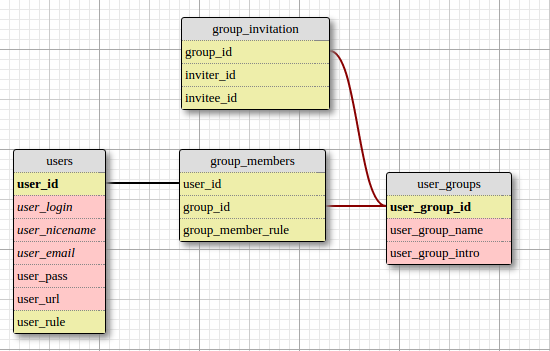 group_invitation
group_id
inviter_id
invitee_id
users
user_id
user_login
user_nicename
user_email
user_pass
user_url
user_rule
group_members
user_id
group_id
group_member_rule
user_groups
user_group_id
user_group_name
user_group_intro